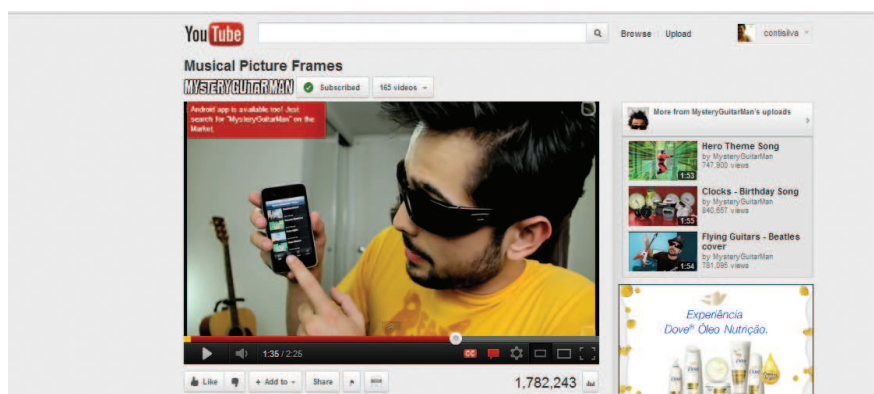 YouTube
Browse
Upload
contisilva
Musical Picture Frames
MYSTERYGUITARMAN
Subscribed
165 videos
Android app is available too! Just
search for "MysteryGuitarMan" on the
Market.
1:35 / 2:25
CC
Like
+ Add to
Share
1,782,243
More from MysteryGuitarMan's uploads
Hero Theme Song
by MysteryGuitarMan
747,900 views
1:53
Clocks - Birthday Song
by MysteryGuitarMan
840,657 views
1:55
Flying Guitars - Beatles
cover
by MysteryGuitarMan
781,095 views
1:54
Experiência
Dove® Óleo Nutrição.